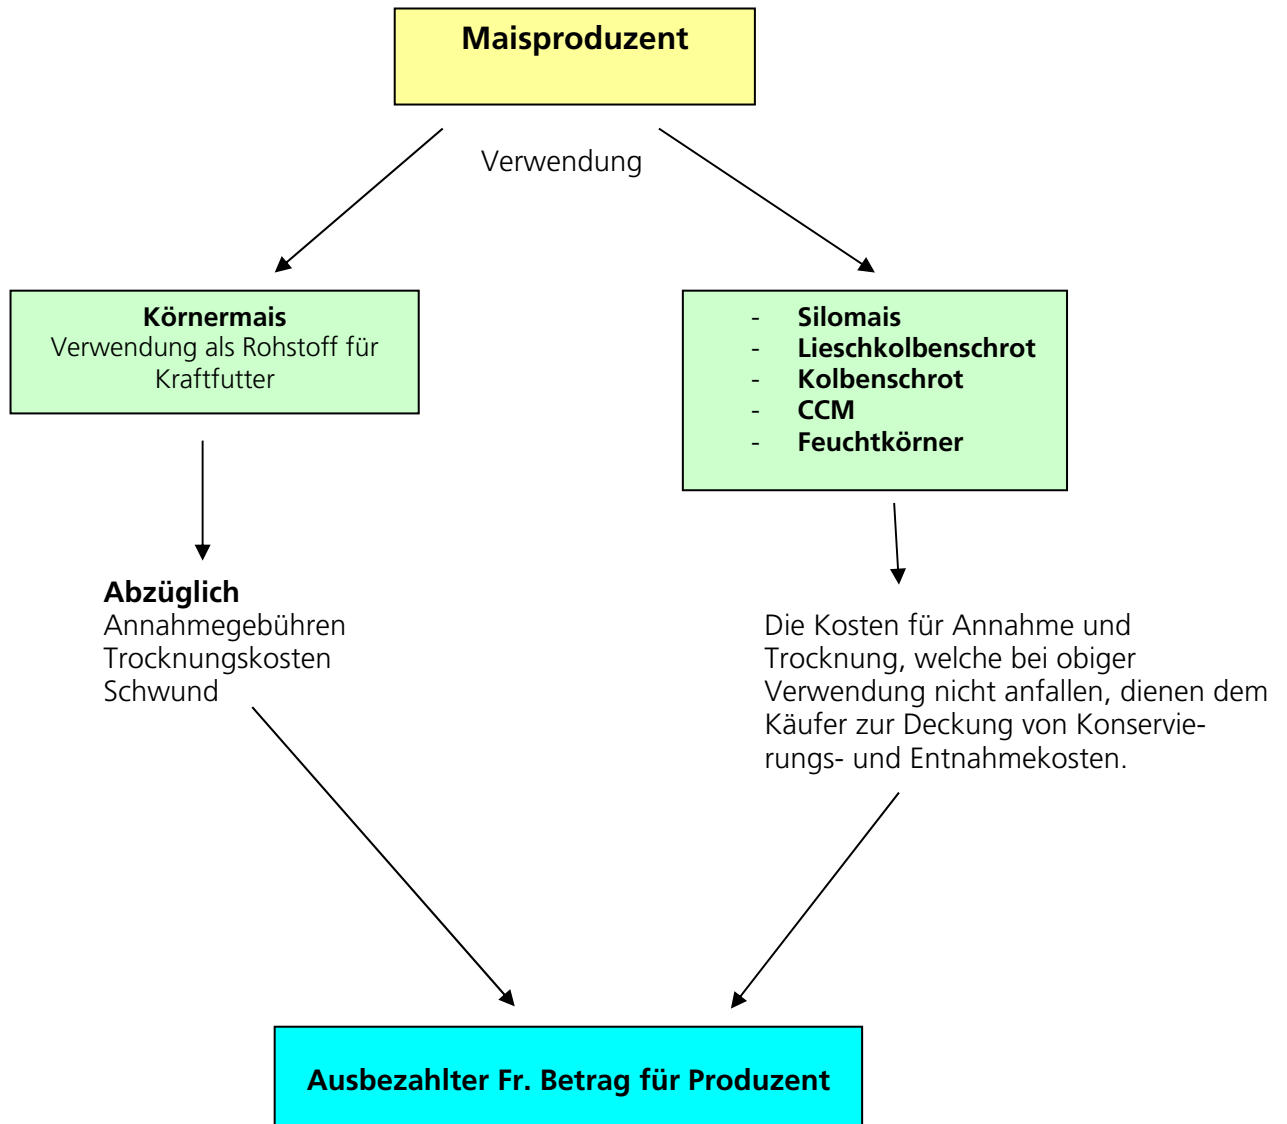 Maisproduzent
Verwendung
Körnermais
Verwendung als Rohstoff für
Kraftfutter
- Silomais
- Lieschkolbenschrot
- Kolbenschrot
- CCM
- Feuchtkörner
Abzüglich
Annahmegebühren
Trocknungskosten
Schwund
Die Kosten für Annahme und
Trocknung, welche bei obiger
Verwendung nicht anfallen, dienen dem
Käufer zur Deckung von Konservie-
rungs- und Entnahmekosten.
Ausbezahlter Fr. Betrag für Produzent